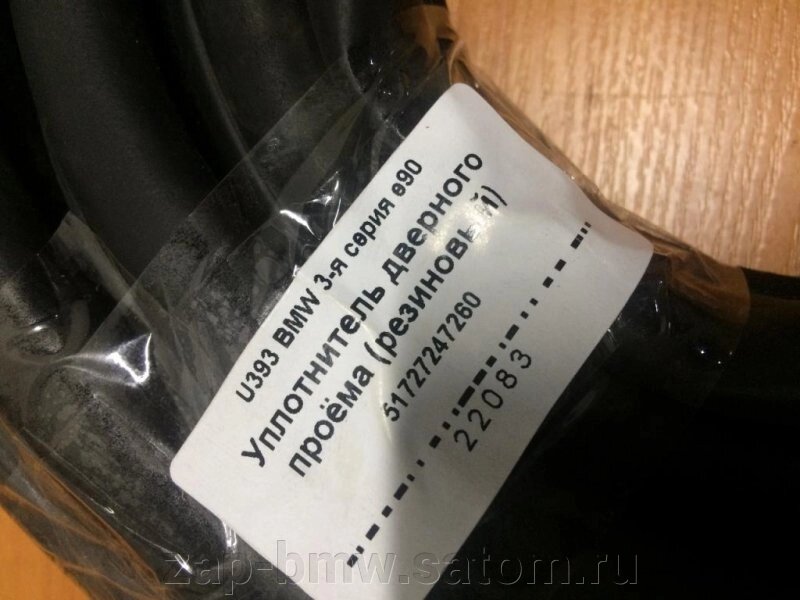 U393 BMW 3-я серия e90
Уплотнитель дверного
проёма (резиновый)
51727247260
22083
zap-bmw.satom.ru